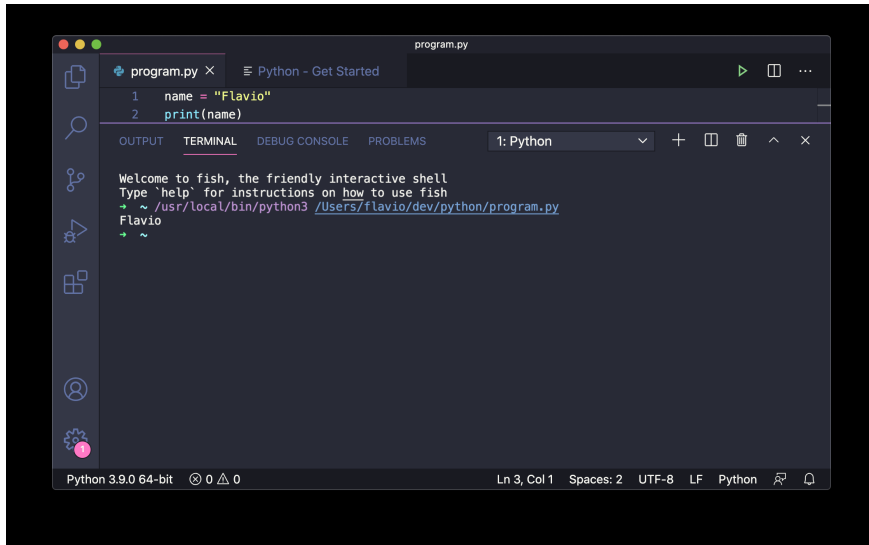 program.py
program.py
Python - Get Started
1 name = "Flavio"
2 print(name)
OUTPUT TERMINAL DEBUG CONSOLE PROBLEMS 1: Python
Welcome to fish, the friendly interactive shell
Type `help` for instructions on how to use fish
→ ~ /usr/local/bin/python3 /Users/flavio/dev/python/program.py
Flavio
→ ~
1
Python 3.9.0 64-bit 0 0 Ln 3, Col 1 Spaces: 2 UTF-8 LF Python